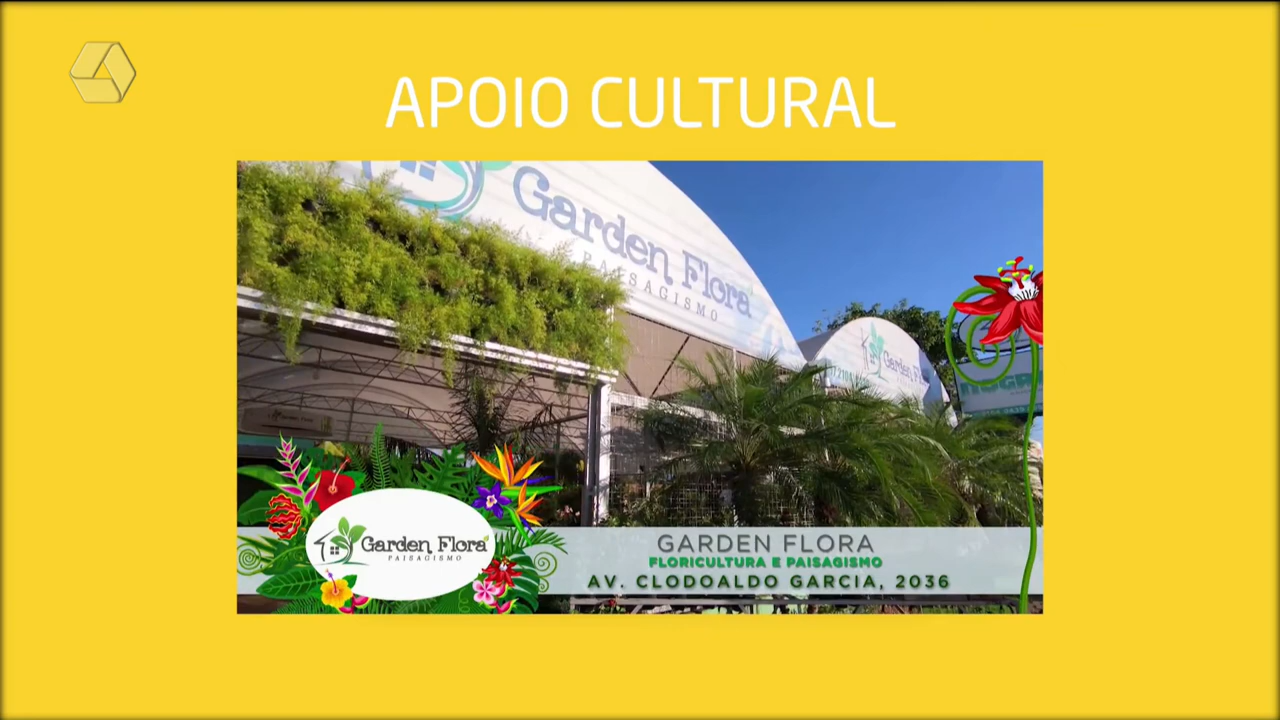 APOIO CULTURAL
Garden Flora
PAISAGISMO
Garden Flora
PAISAGISMO
GARDEN FLORA
FLORICULTURA E PAISAGISMO
AV. CLODOALDO GARCIA, 2036